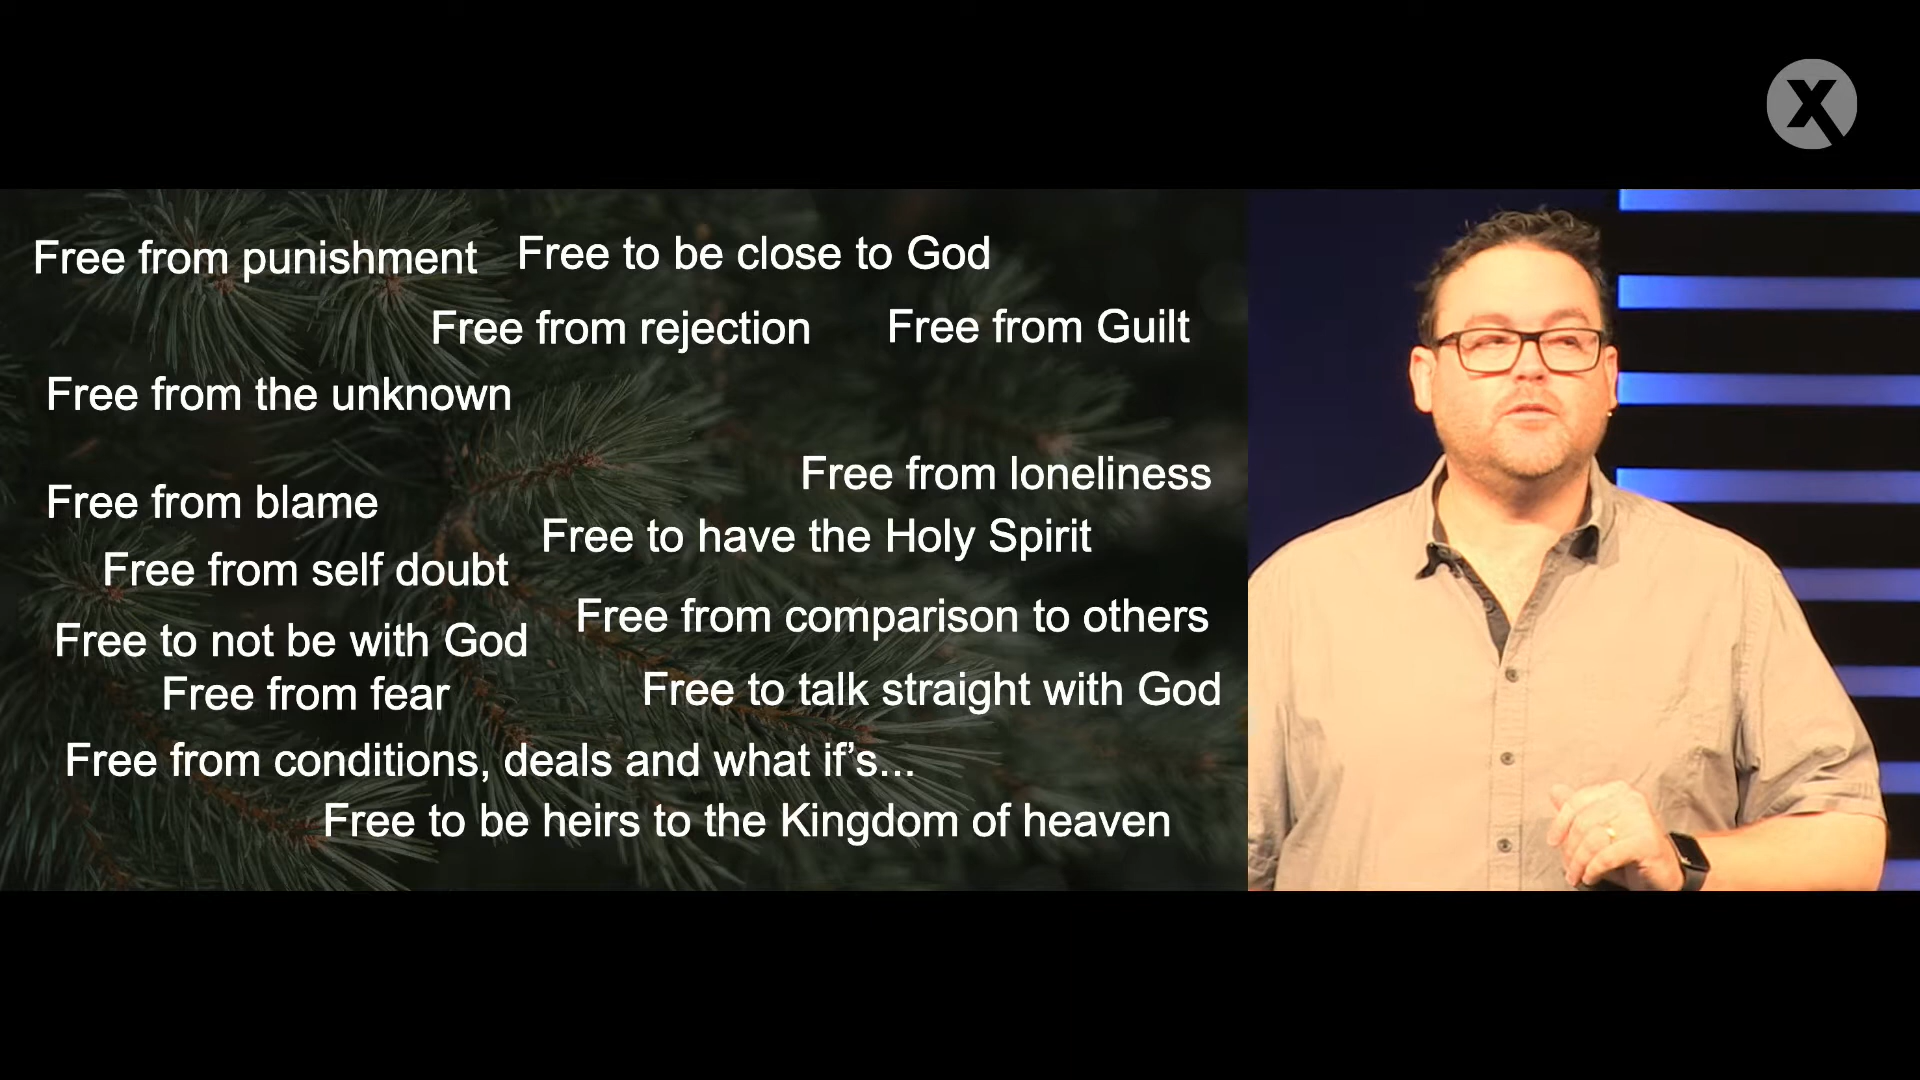 Free from punishment
Free to be close to God
Free from rejection
Free from Guilt
Free from the unknown
Free from loneliness
Free from blame
Free to have the Holy Spirit
Free from self doubt
Free from comparison to others
Free to not be with God
Free from fear
Free to talk straight with God
Free from conditions, deals and what if’s...
Free to be heirs to the Kingdom of heaven
X